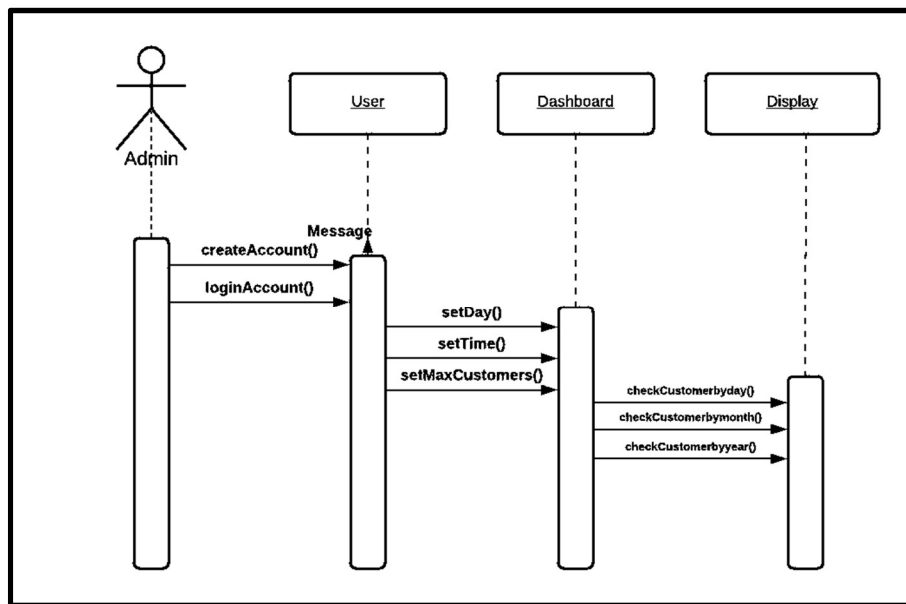 User
Dashboard
Display
Admin
Message
createAccount()
loginAccount()
setDay()
setTime()
setMaxCustomers()
checkCustomerbyday()
checkCustomerbymonth()
checkCustomerbyyear()